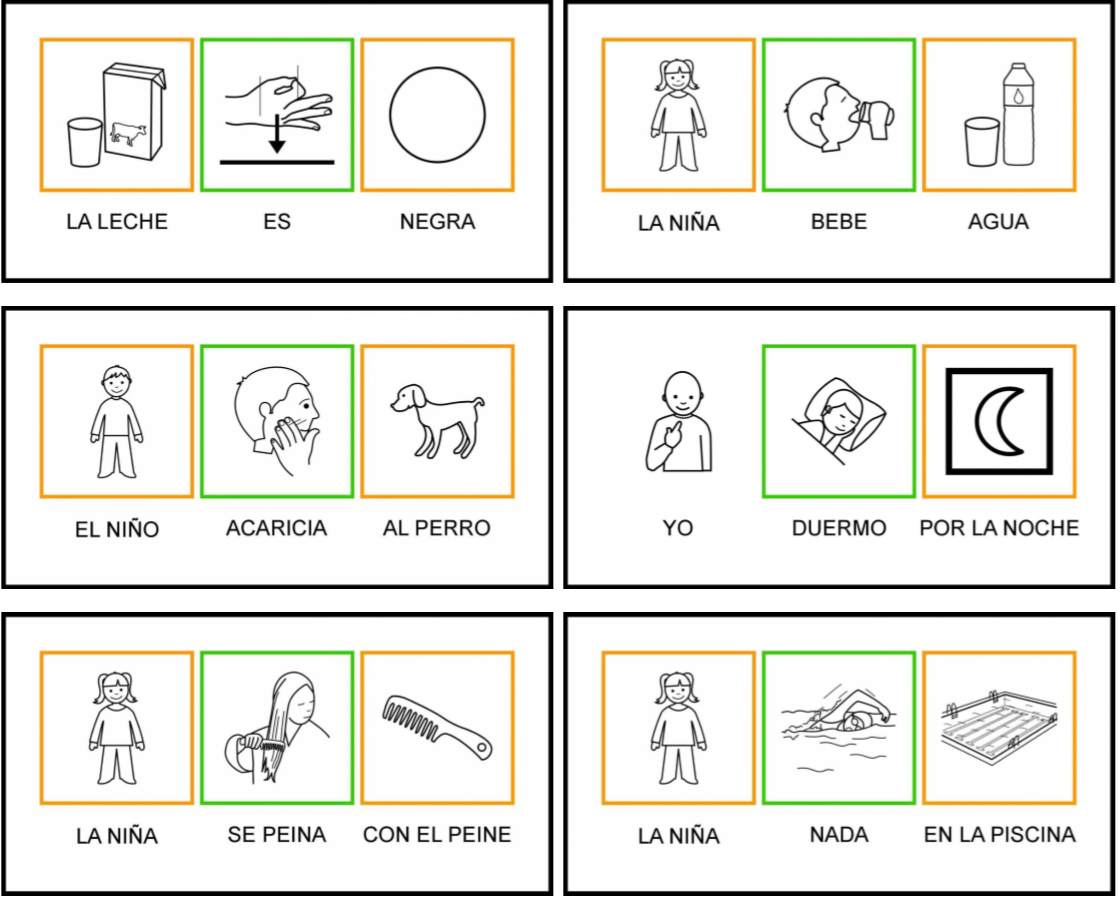 LA LECHE ES NEGRA
LA NIÑA BEBE AGUA
EL NIÑO ACARICIA AL PERRO
YO DUERMO POR LA NOCHE
LA NIÑA SE PEINA CON EL PEINE
LA NIÑA NADA EN LA PISCINA